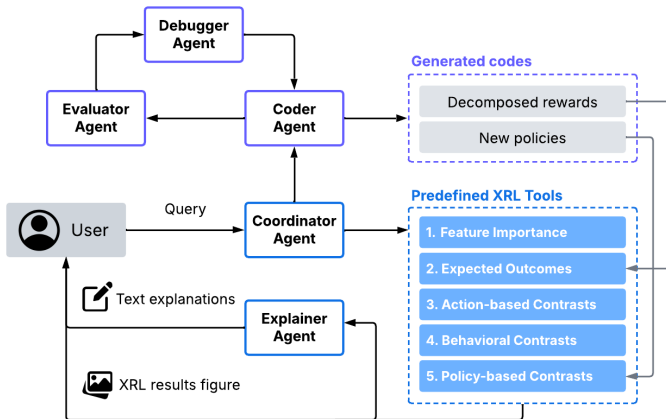 Debugger
Agent
Generated codes
Evaluator
Agent
Coder
Agent
Decomposed rewards
New policies
Predefined XRL Tools
User
Query
Coordinator
Agent
1. Feature Importance
2. Expected Outcomes
3. Action-based Contrasts
4. Behavioral Contrasts
5. Policy-based Contrasts
Text explanations
Explainer
Agent
XRL results figure